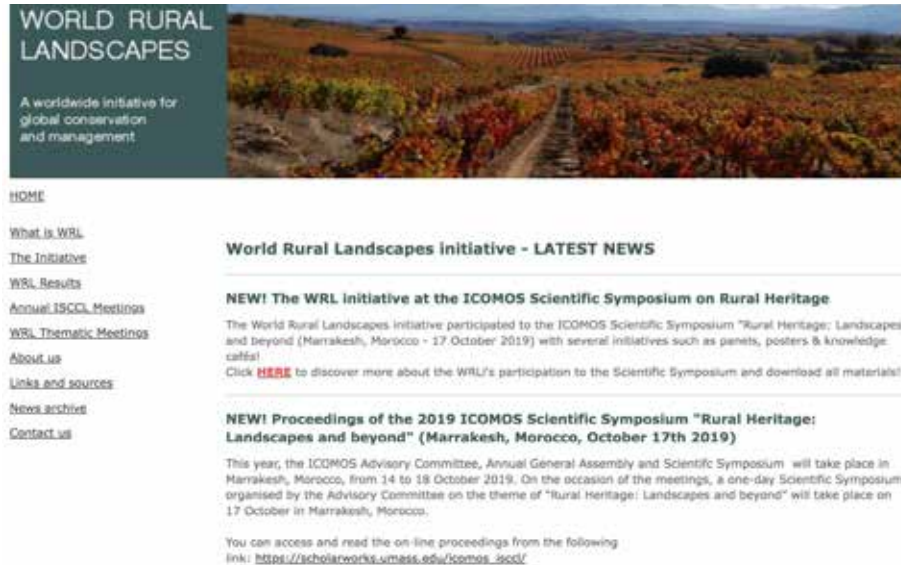 WORLD RURAL
LANDSCAPES
A worldwide initiative for
global conservation
and management
HOME
What is WRL
The Initiative
WRL Results
Annual ISCCL Meetings
WRL Thematic Meetings
About us
Links and sources
News archive
Contact us
World Rural Landscapes initiative - LATEST NEWS
NEW! The WRL initiative at the ICOMOS Scientific Symposium on Rural Heritage
The World Rural Landscapes initiative participated to the ICOMOS Scientific Symposium "Rural Heritage: Landscapes
and beyond (Marrakesh, Morocco - 17 October 2019) with several initiatives such as panels, posters & knowledge
cafés!
Click HERE to discover more about the WRLI's participation to the Scientific Symposium and download all materials!
NEW! Proceedings of the 2019 ICOMOS Scientific Symposium "Rural Heritage:
Landscapes and beyond" (Marrakesh, Morocco, October 17th 2019)
This year, the ICOMOS Advisory Committee, Annual General Assembly and Scientifc Symposium will take place in
Marrakesh, Morocco, from 14 to 18 October 2019. On the occasion of the meetings, a one-day Scientific Symposium
organised by the Advisory Committee on the theme of "Rural Heritage: Landscapes and beyond" will take place on
17 October in Marrakesh, Morocco.
You can access and read the on-line proceedings from the following
link: https://scholarworks.umass.edu/icomos_isccl/